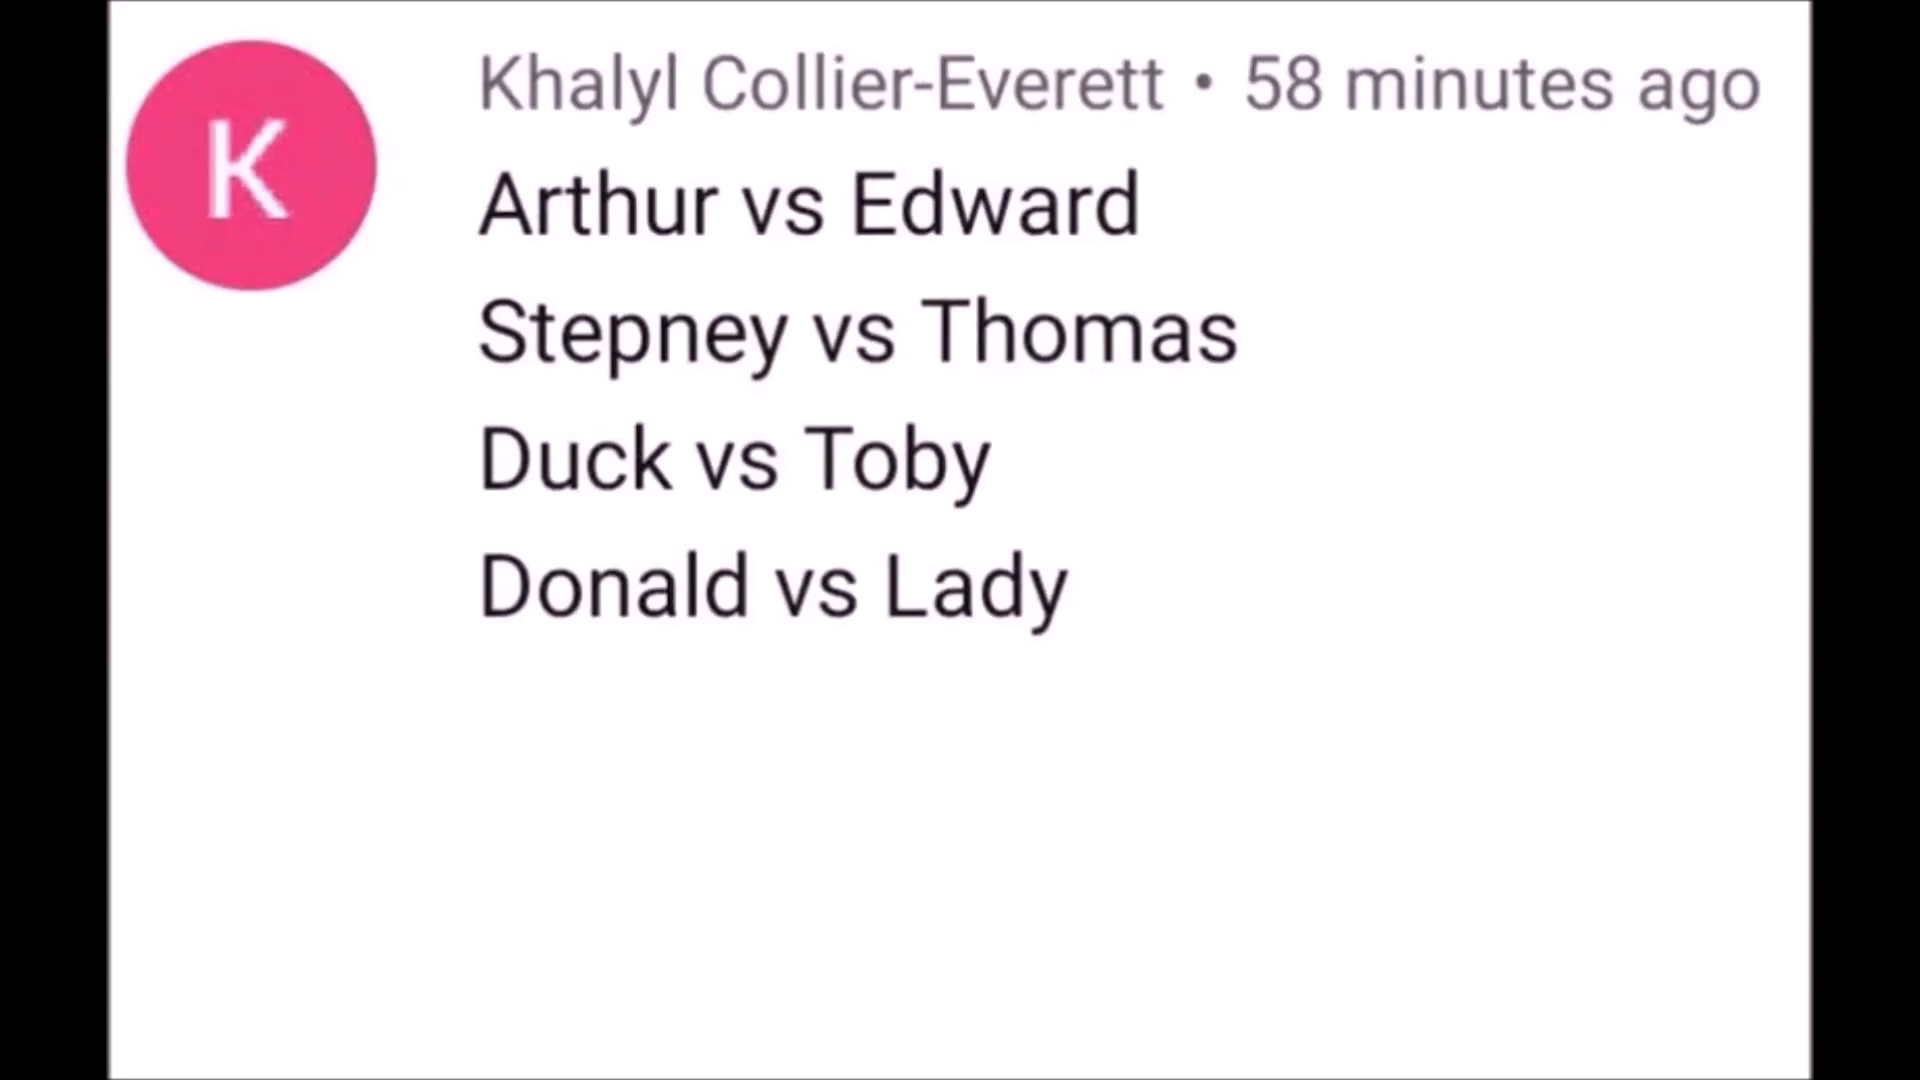 K
Khalyl Collier-Everett • 58 minutes ago
Arthur vs Edward
Stepney vs Thomas
Duck vs Toby
Donald vs Lady